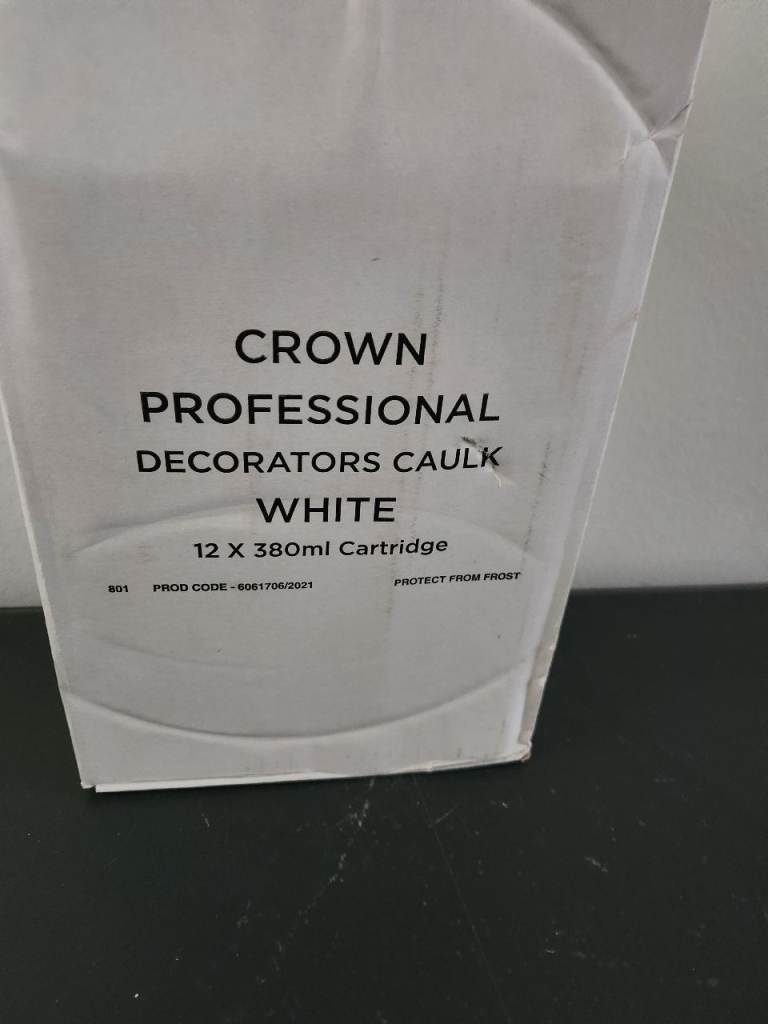 CROWN
PROFESSIONAL
DECORATORS CAULK
WHITE
12 X 380ml Cartridge
801 PROD CODE - 6061706/2021 PROTECT FROM FROST